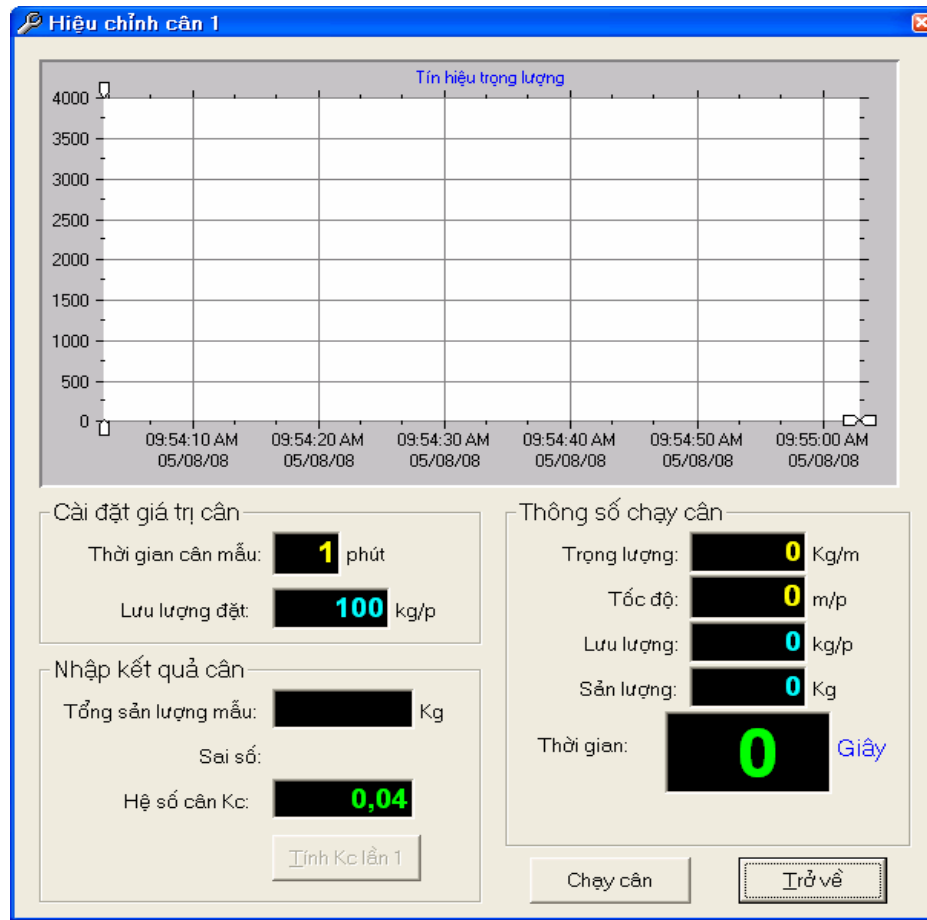 Hiệu chỉnh cân 1
Tín hiệu trọng lượng
4000
3500
3000
2500
2000
1500
1000
500
0
09:54:10 AM 09:54:20 AM 09:54:30 AM 09:54:40 AM 09:54:50 AM 09:55:00 AM
05/08/08 05/08/08 05/08/08 05/08/08 05/08/08 05/08/08
Cài đặt giá trị cân
Thời gian cân mẫu: 1 phút
Lưu lượng đặt: 100 kg/p
Nhập kết quả cân
Tổng sản lượng mẫu: Kg
Sai số:
Hệ số cân Kc: 0,04
Tính Kc lần 1
Thông số chạy cân
Trọng lượng: 0 Kg/m
Tốc độ: 0 m/p
Lưu lượng: 0 kg/p
Sản lượng: 0 Kg
Thời gian: 0 Giây
Chạy cân Trở về